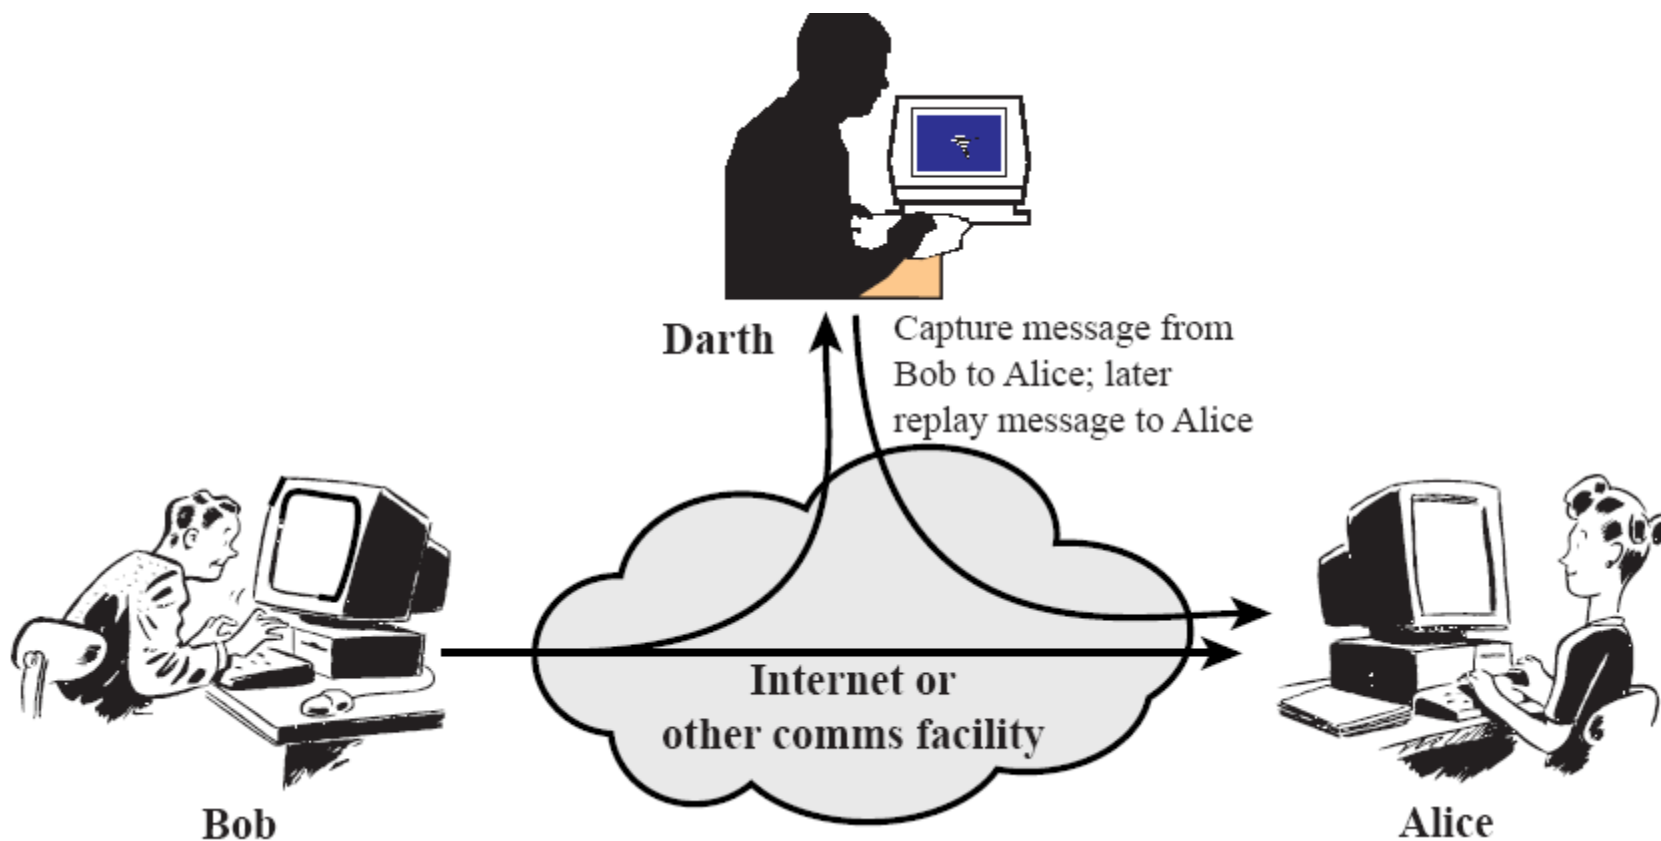 Darth
Capture message from
Bob to Alice; later
replay message to Alice
Internet or
other comms facility
Bob
Alice